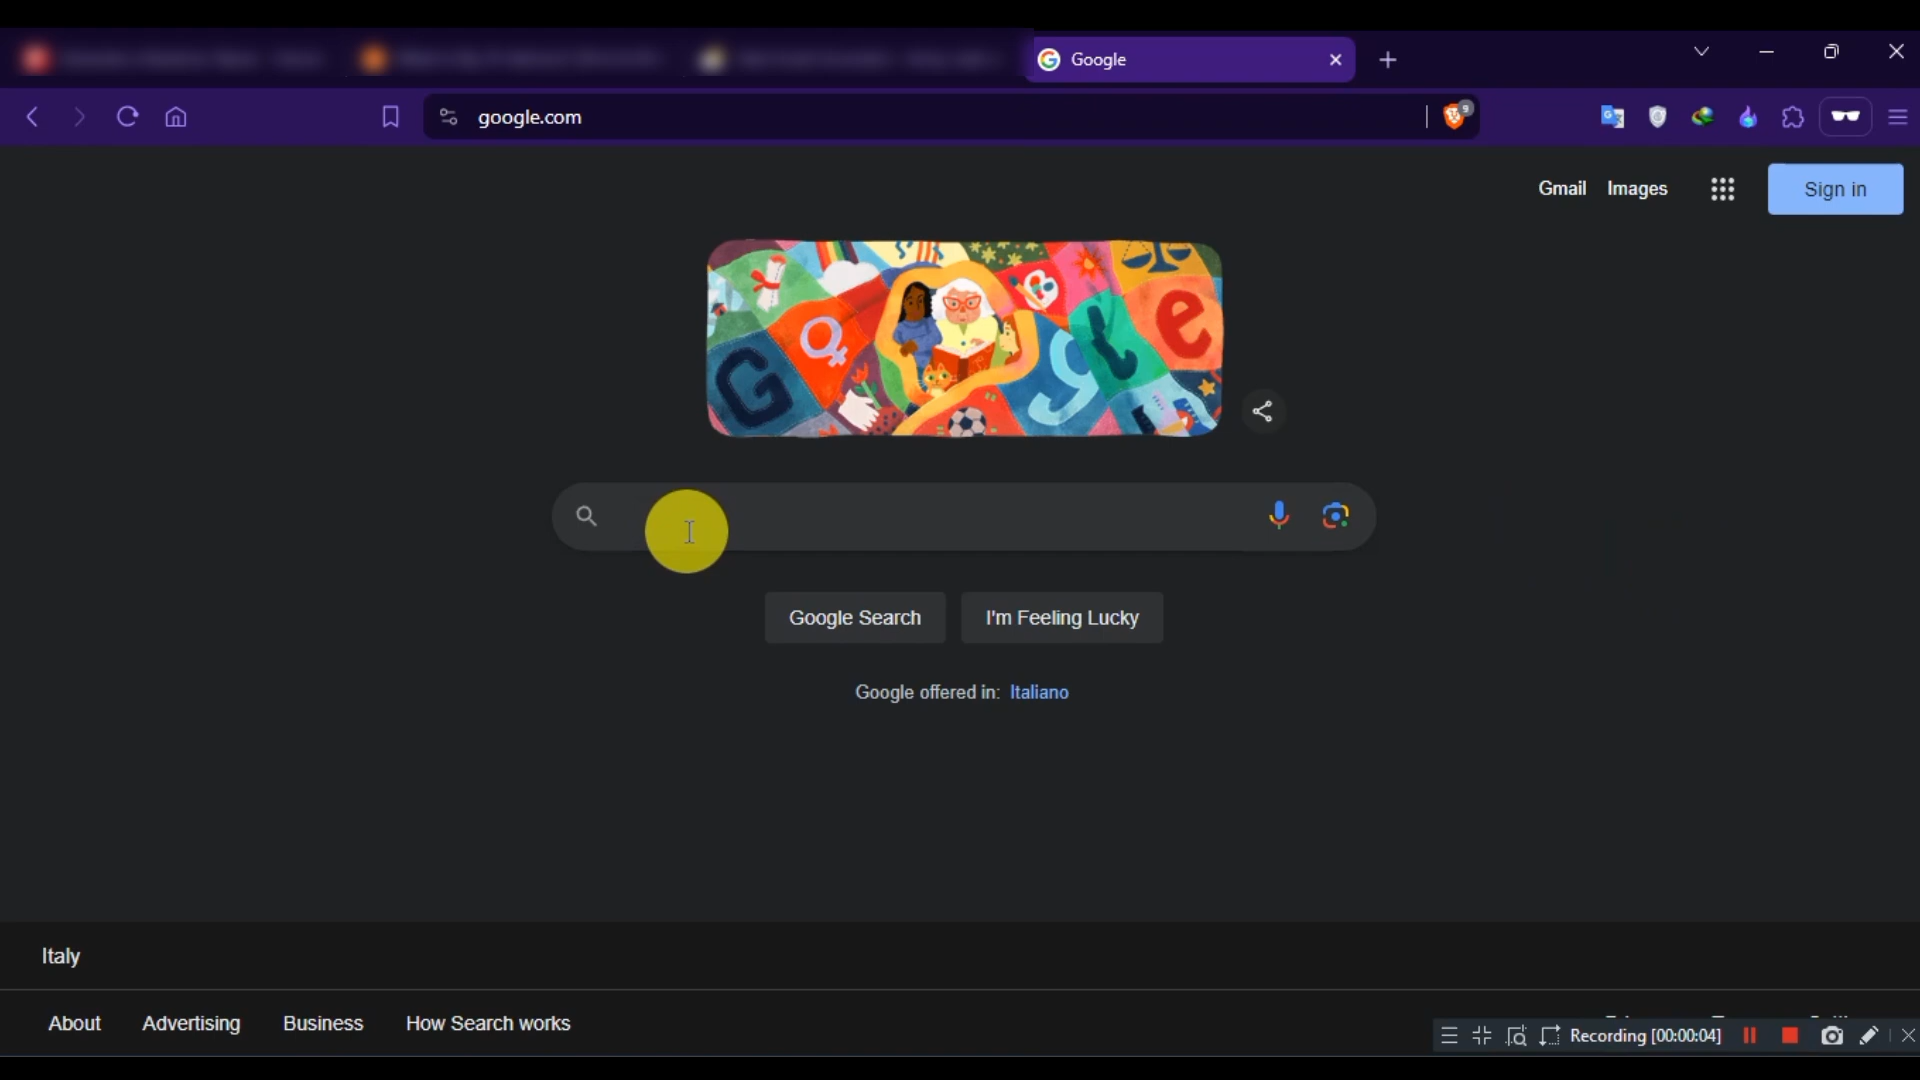 Google
google.com
9
Gmail Images
Sign in
G g l e
Google Search
I'm Feeling Lucky
Google offered in: Italiano
Italy
About Advertising Business How Search works
Recording [00:00:04]